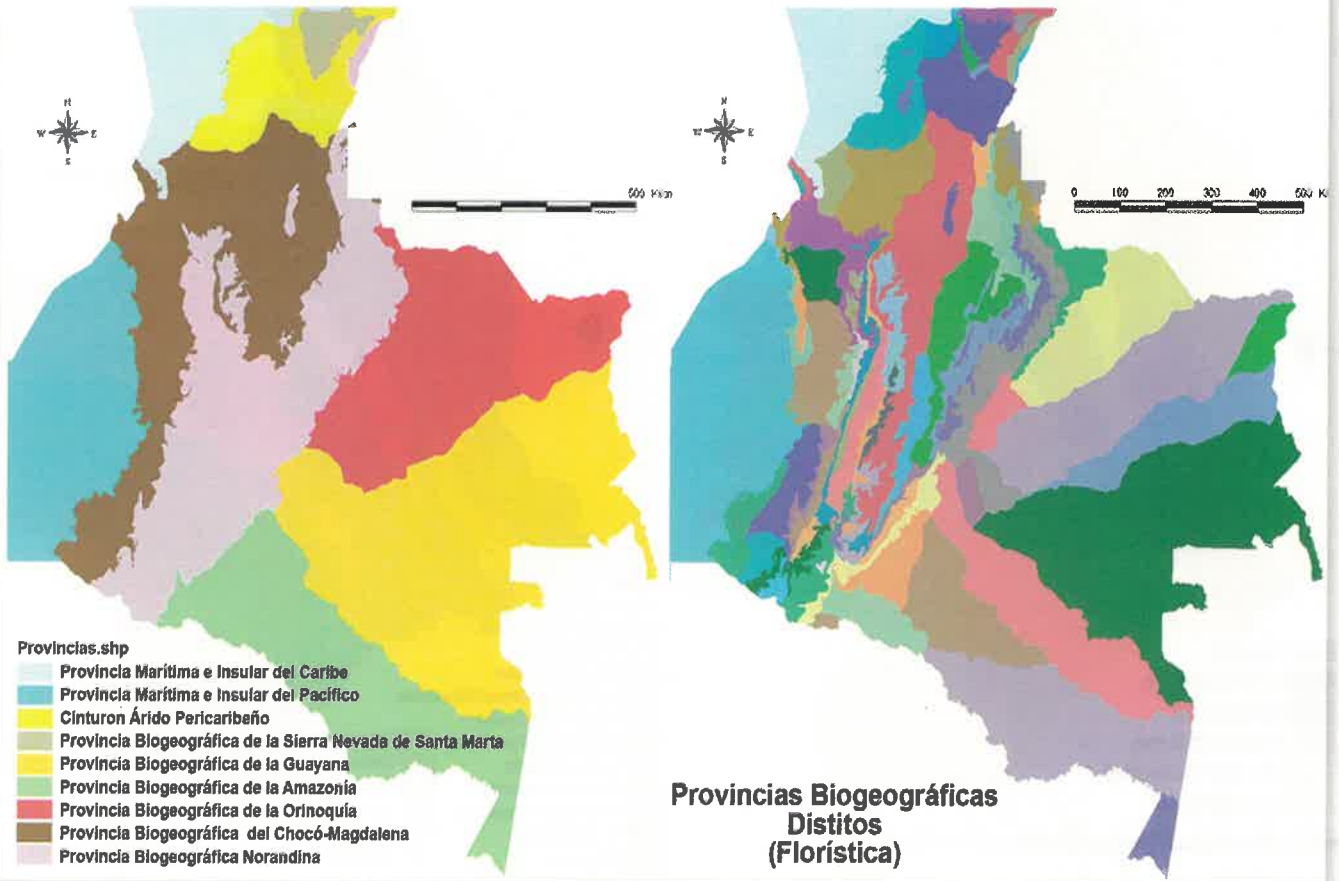 N
W E
S
500 Kilom
N
W E
S
0 100 200 300 400 500 Ki
Provincias.shp
Provincia Marítima e Insular del Caribe
Provincia Marítima e Insular del Pacífico
Cinturon Árido Pericaribeño
Provincia Biogeográfica de la Sierra Nevada de Santa Marta
Provincia Biogeográfica de la Guayana
Provincia Biogeográfica de la Amazonía
Provincia Biogeográfica de la Orinoquía
Provincia Biogeográfica del Chocó-Magdalena
Provincia Biogeográfica Norandina
Provincias Biogeográficas
Distitos
(Florística)